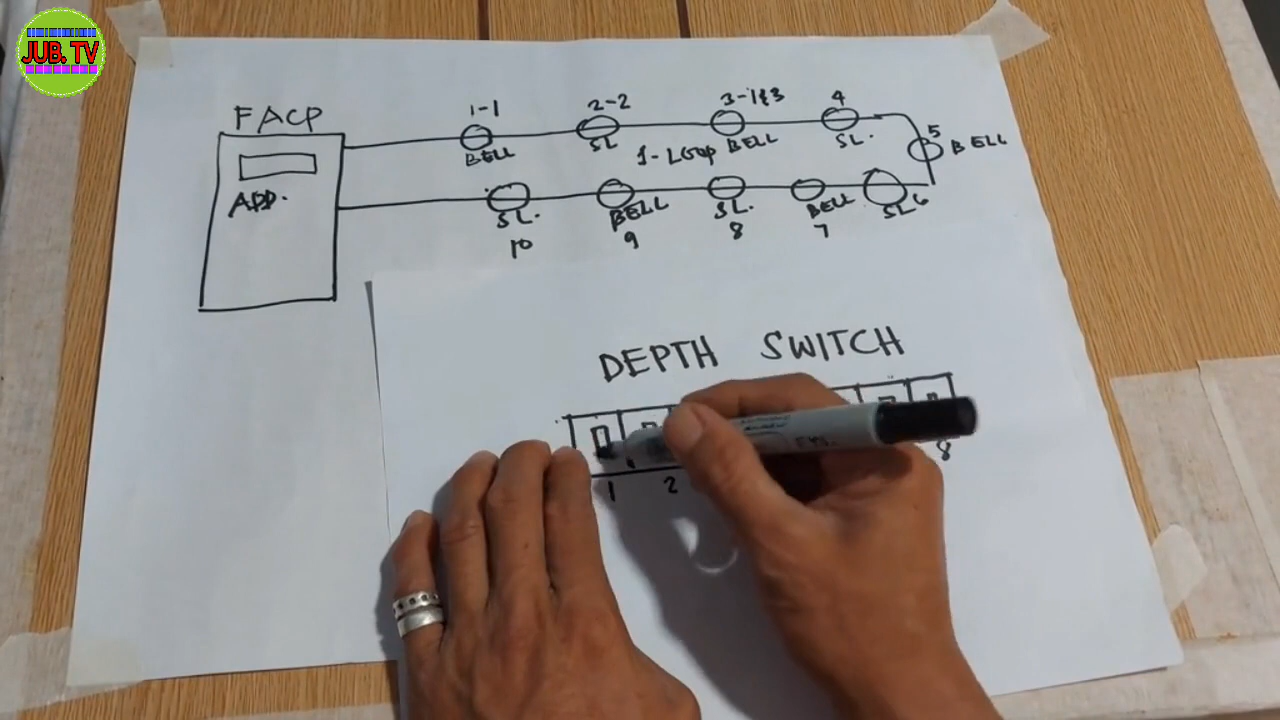 JUB.TV
FACP
ADD.
1-1
BELL
2-2
SL
3-1&3
BELL
4
SL.
5
BELL
1-LOOP
SL.
10
BELL
9
SL.
8
BELL
7
SL6
DEPTH SWITCH
1 2 8